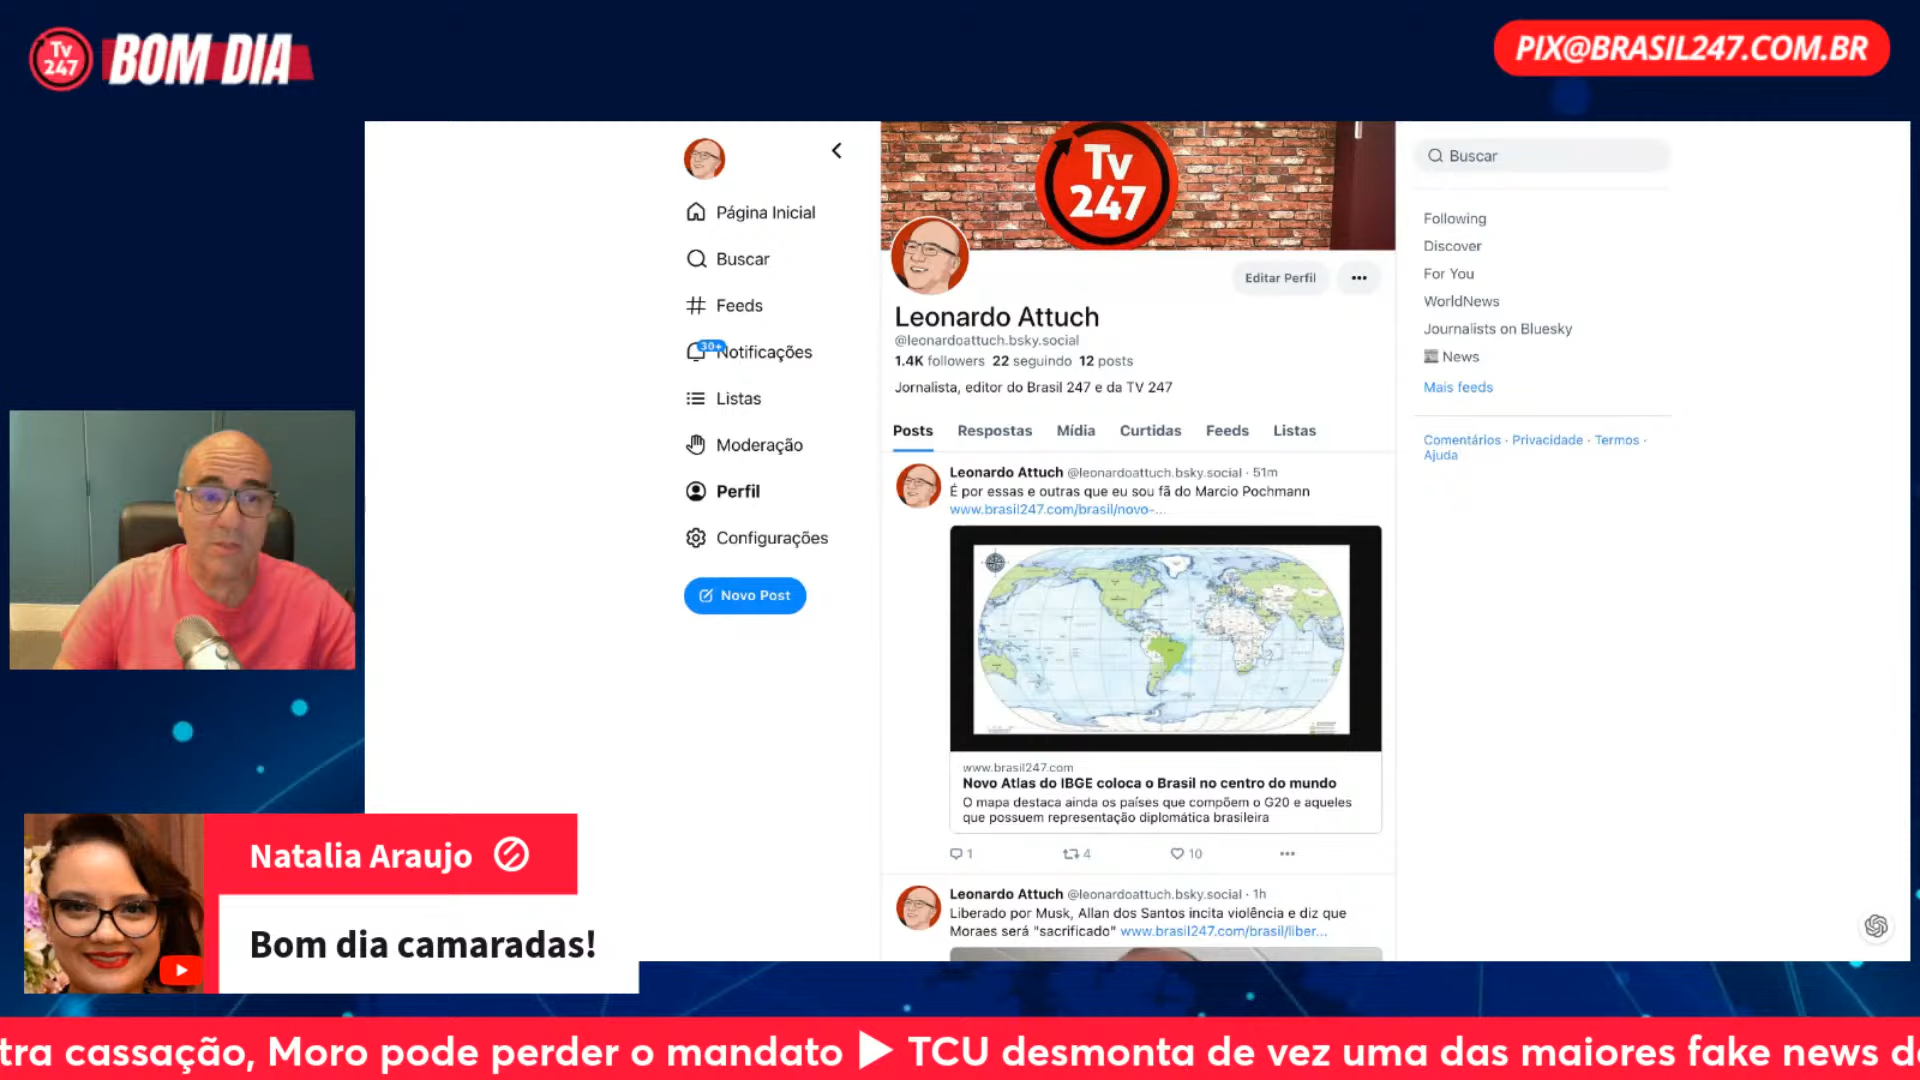 Tv
247
BOM DIA
PIX@BRASIL247.COM.BR
Página Inicial
Buscar
Feeds
30+
Notificações
Listas
Moderação
Perfil
Configurações
Novo Post
Tv
247
Editar Perfil
Leonardo Attuch
@leonardoattuch.bsky.social
1.4K followers 22 seguindo 12 posts
Jornalista, editor do Brasil 247 e da TV 247
Posts Respostas Mídia Curtidas Feeds Listas
Leonardo Attuch @leonardoattuch.bsky.social · 51m
É por essas e outras que eu sou fã do Marcio Pochmann
www.brasil247.com/brasil/novo-...
www.brasil247.com
Novo Atlas do IBGE coloca o Brasil no centro do mundo
O mapa destaca ainda os países que compõem o G20 e aqueles
que possuem representação diplomática brasileira
1 4 10
Leonardo Attuch @leonardoattuch.bsky.social · 1h
Liberado por Musk, Allan dos Santos incita violência e diz que
Moraes será "sacrificado" www.brasil247.com/brasil/liber...
Buscar
Following
Discover
For You
WorldNews
Journalists on Bluesky
News
Mais feeds
Comentários · Privacidade · Termos ·
Ajuda
Natalia Araujo
Bom dia camaradas!
tra cassação, Moro pode perder o mandato ▶ TCU desmonta de vez uma das maiores fake news d